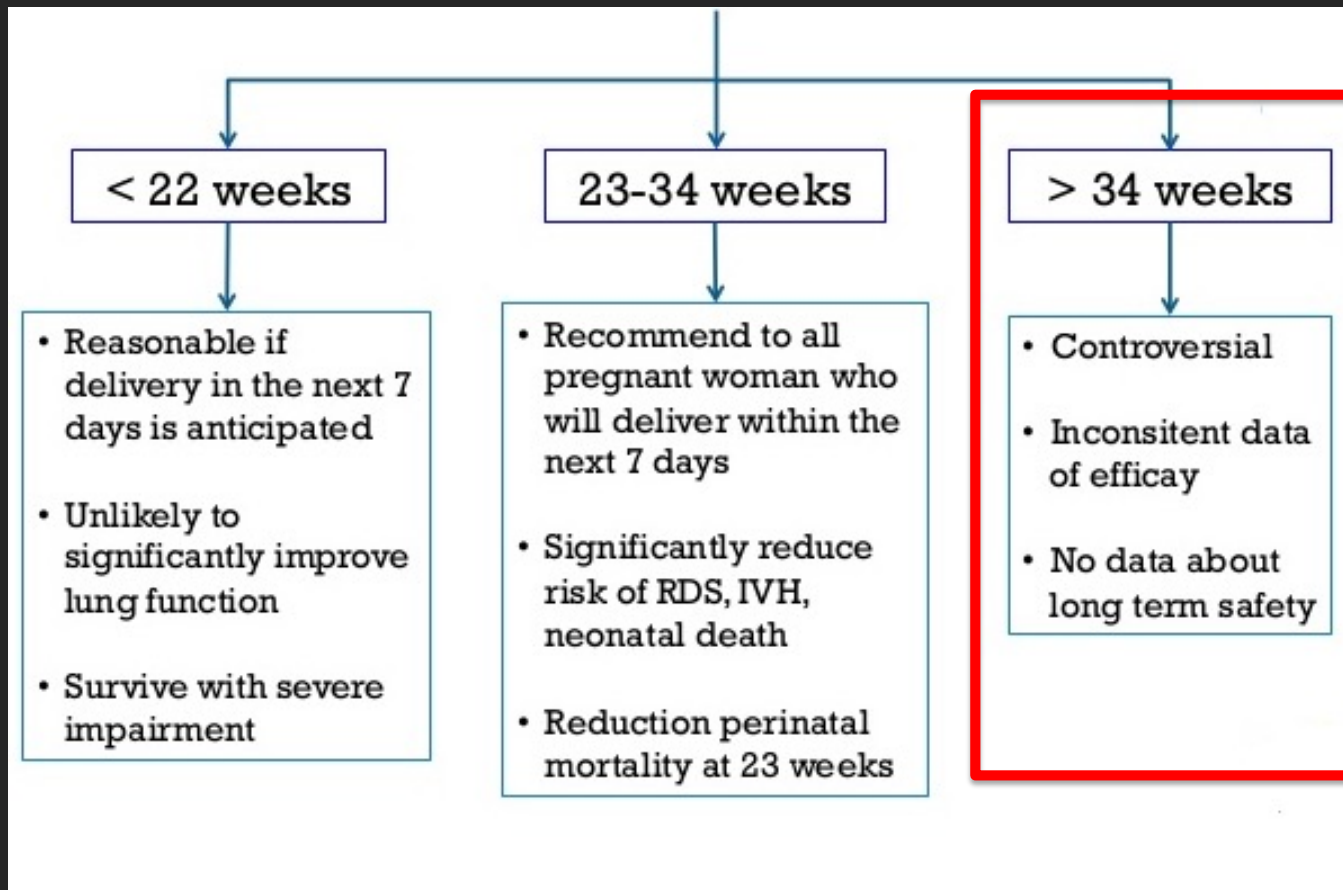 < 22 weeks
• Reasonable if
delivery in the next 7
days is anticipated
• Unlikely to
significantly improve
lung function
• Survive with severe
impairment
23-34 weeks
• Recommend to all
pregnant woman who
will deliver within the
next 7 days
• Significantly reduce
risk of RDS, IVH,
neonatal death
• Reduction perinatal
mortality at 23 weeks
> 34 weeks
• Controversial
• Inconsitent data
of efficay
• No data about
long term safety